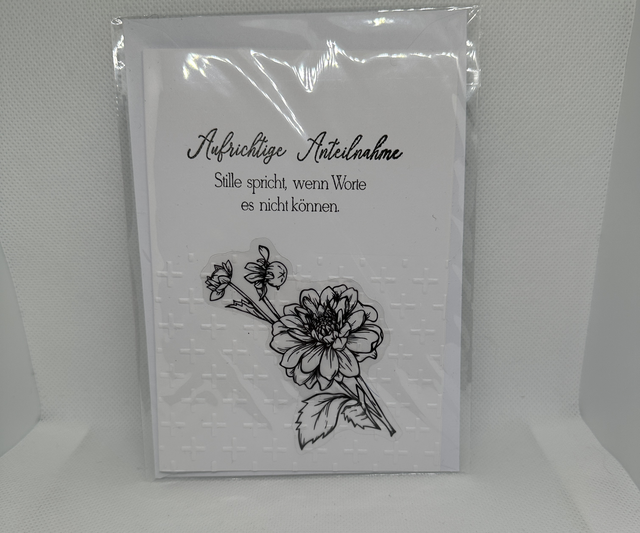 Aufrichtige Anteilnahme
Stille spricht, wenn Worte
es nicht können.